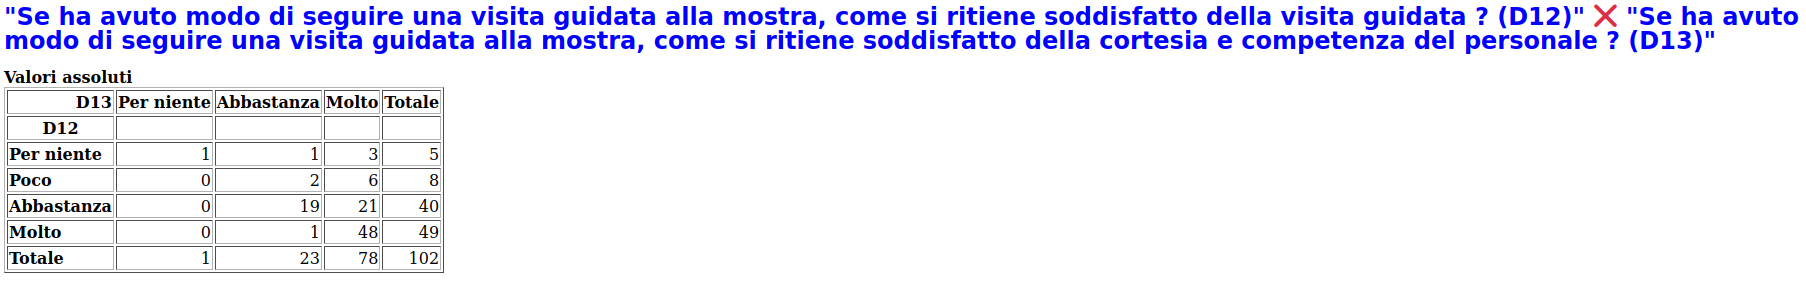 "Se ha avuto modo di seguire una visita guidata alla mostra, come si ritiene soddisfatto della visita guidata ? (D12)" ❌ "Se ha avuto
modo di seguire una visita guidata alla mostra, come si ritiene soddisfatto della cortesia e competenza del personale ? (D13)"
Valori assoluti
D13 Per niente Abbastanza Molto Totale
D12
Per niente 1 1 3 5
Poco 0 2 6 8
Abbastanza 0 19 21 40
Molto 0 1 48 49
Totale 1 23 78 102